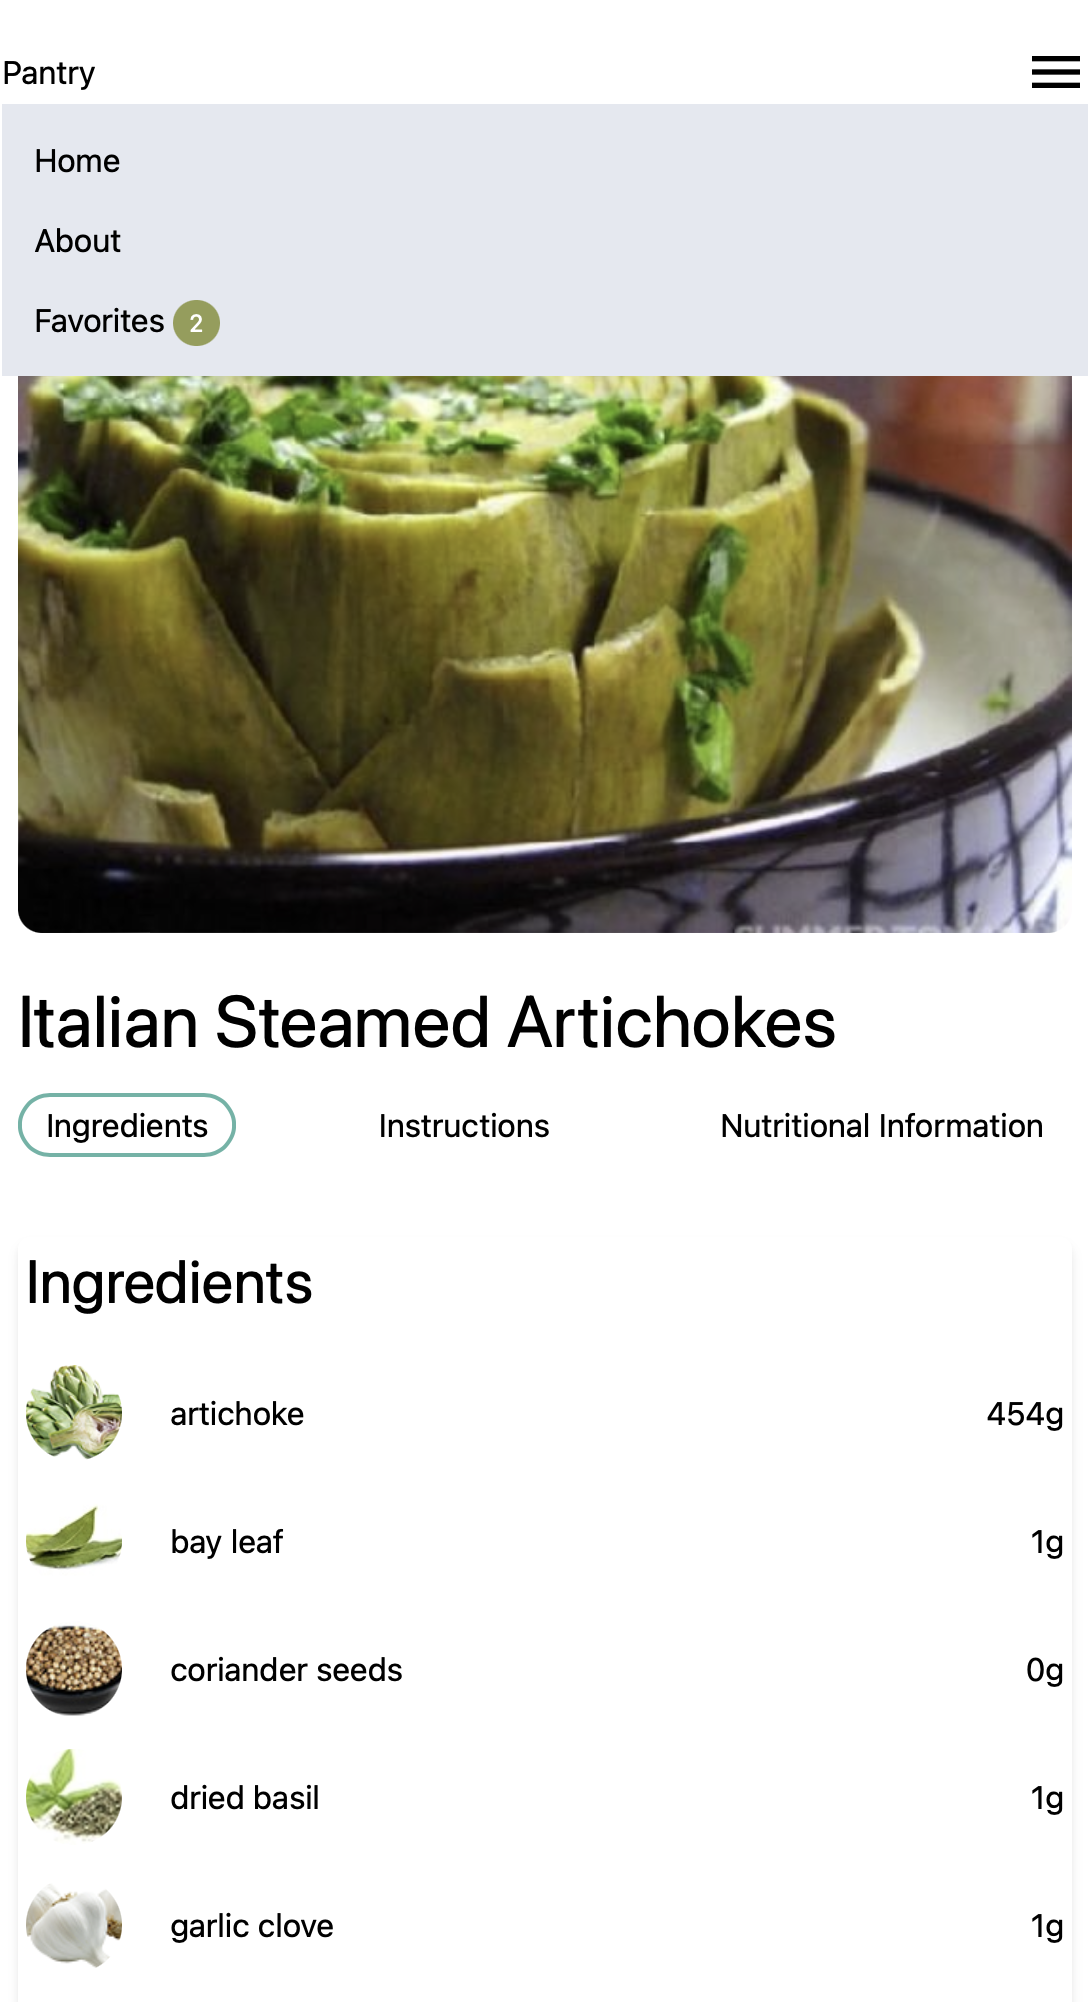 Pantry
Home
About
Favorites 2
Italian Steamed Artichokes
Ingredients Instructions Nutritional Information
Ingredients
artichoke 454g
bay leaf 1g
coriander seeds 0g
dried basil 1g
garlic clove 1g